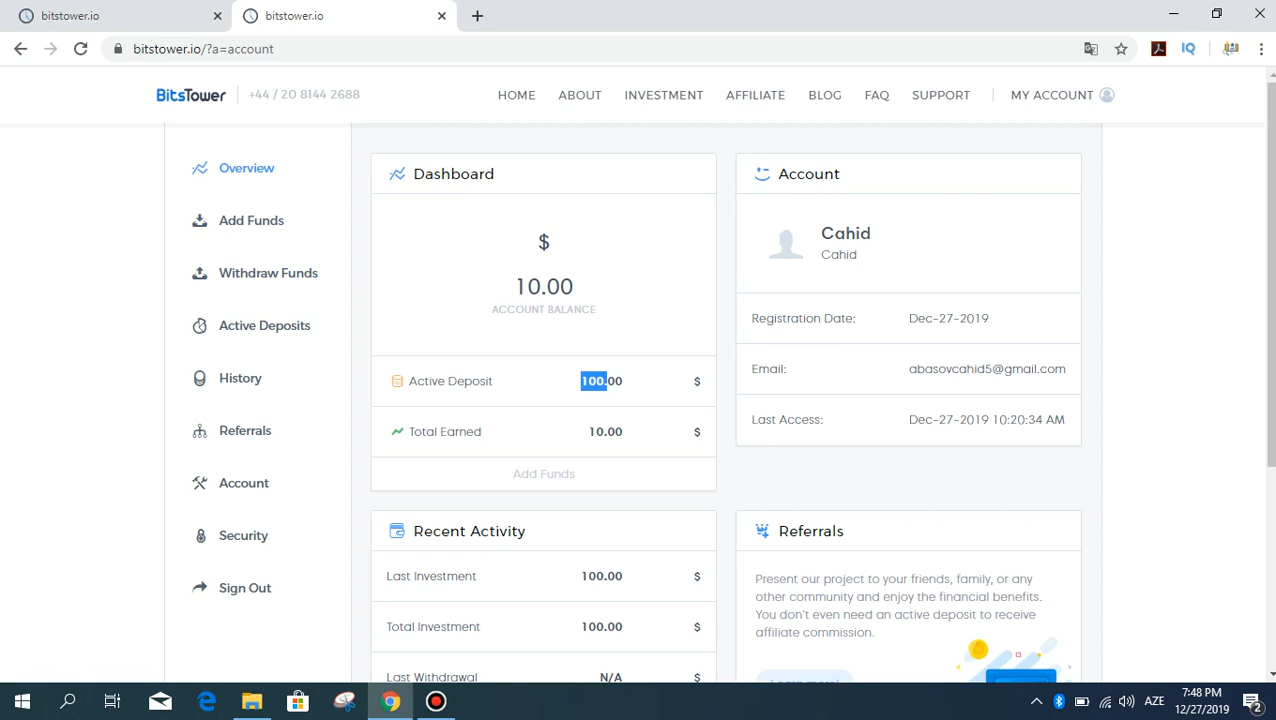 bitstower.io
bitstower.io
bitstower.io/?a=account
IQ
BitsTower
+44 / 20 8144 2688
HOME
ABOUT
INVESTMENT
AFFILIATE
BLOG
FAQ
SUPPORT
MY ACCOUNT
Overview
Add Funds
Withdraw Funds
Active Deposits
History
Referrals
Account
Security
Sign Out
Dashboard
$
10.00
ACCOUNT BALANCE
Active Deposit 100.00 $
Total Earned 10.00 $
Add Funds
Account
Cahid
Cahid
Registration Date: Dec-27-2019
Email: abasovcahid5@gmail.com
Last Access: Dec-27-2019 10:20:34 AM
Recent Activity
Last Investment 100.00 $
Total Investment 100.00 $
Last Withdrawal N/A $
Referrals
Present our project to your friends, family, or any
other community and enjoy the financial benefits.
You don't even need an active deposit to receive
affiliate commission.
AZE
7:48 PM
12/27/2019
2